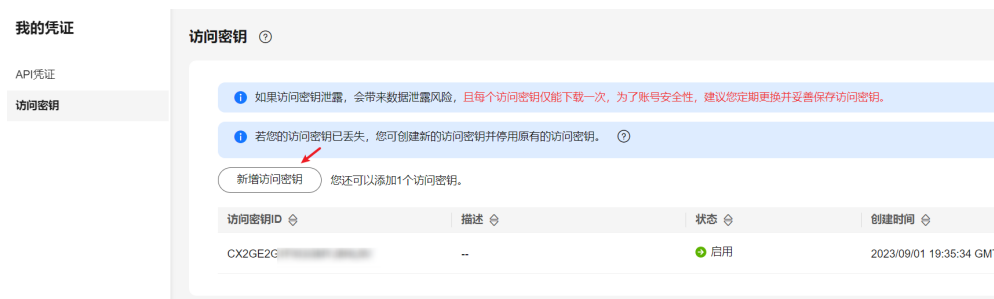 我的凭证
API凭证
访问密钥
访问密钥
如果访问密钥泄露，会带来数据泄露风险，且每个访问密钥仅能下载一次，为了账号安全性，建议您定期更换并妥善保存访问密钥。
若您的访问密钥已丢失，您可创建新的访问密钥并停用原有的访问密钥。
新增访问密钥 您还可以添加1个访问密钥。
访问密钥ID 描述 状态 创建时间
CX2GE2G -- 启用 2023/09/01 19:35:34 GM